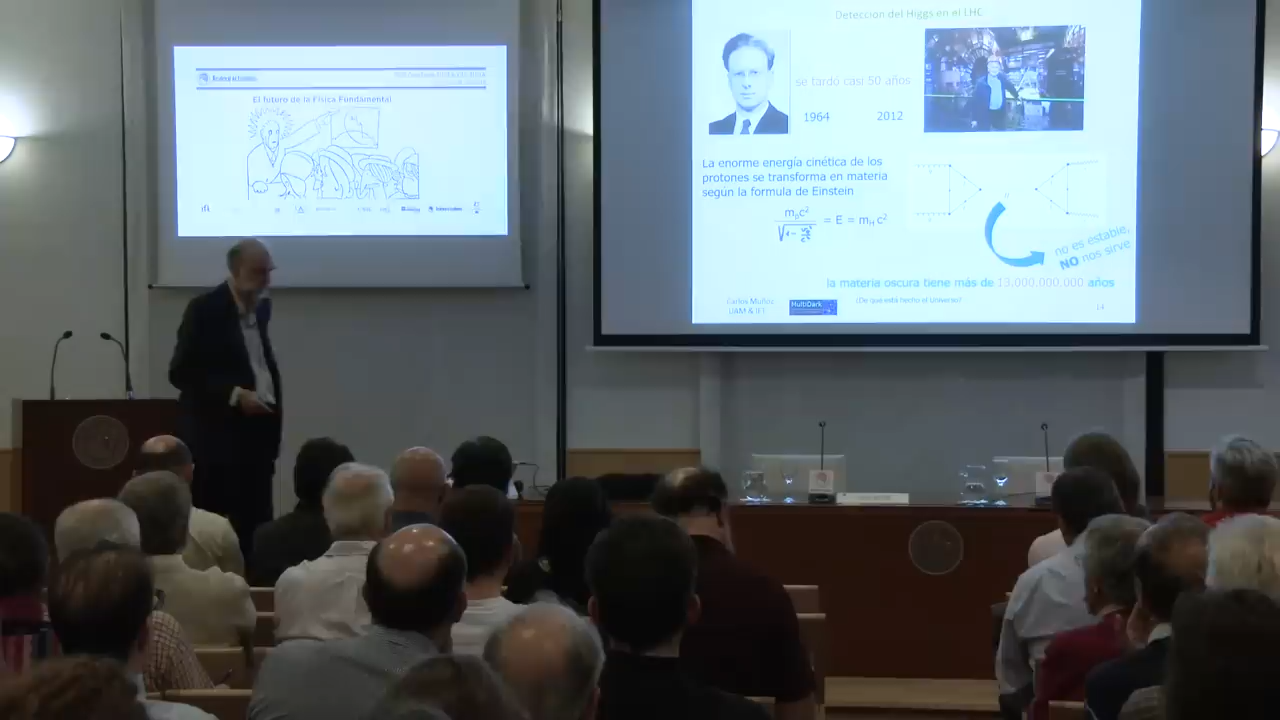 El futuro de la Física Fundamental
Detección del Higgs en el LHC
se tardó casi 50 años
1964
2012
La enorme energía cinética de los
protones se transforma en materia
según la formula de Einstein
= E = m_H c²
no es estable,
NO nos sirve
la materia oscura tiene más de 13.000.000.000 años
Carlos Muñoz
UAM & IFT
MultiDark
¿De que está hecho el Universo?
14